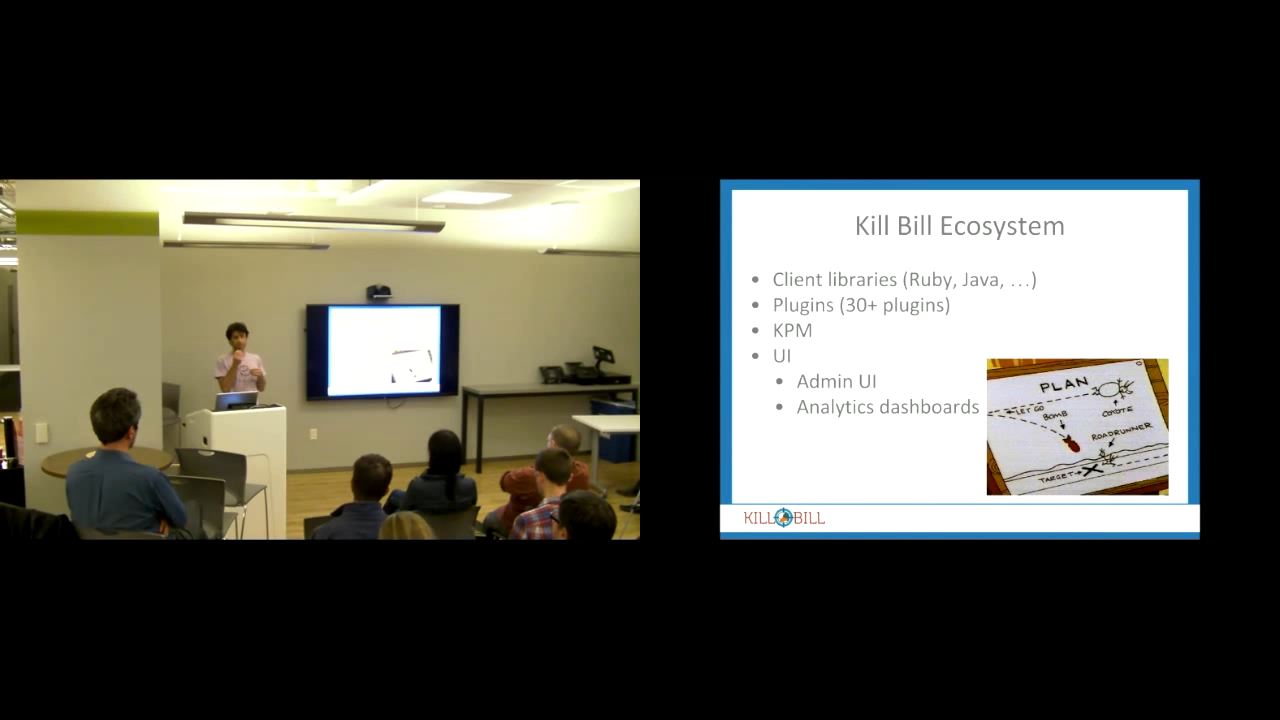 Kill Bill Ecosystem
• Client libraries (Ruby, Java, …)
• Plugins (30+ plugins)
• KPM
• UI
• Admin UI
• Analytics dashboards
PLAN
LET GO
BOMB
COYOTE
ROADRUNNER
TARGET
KILL BILL